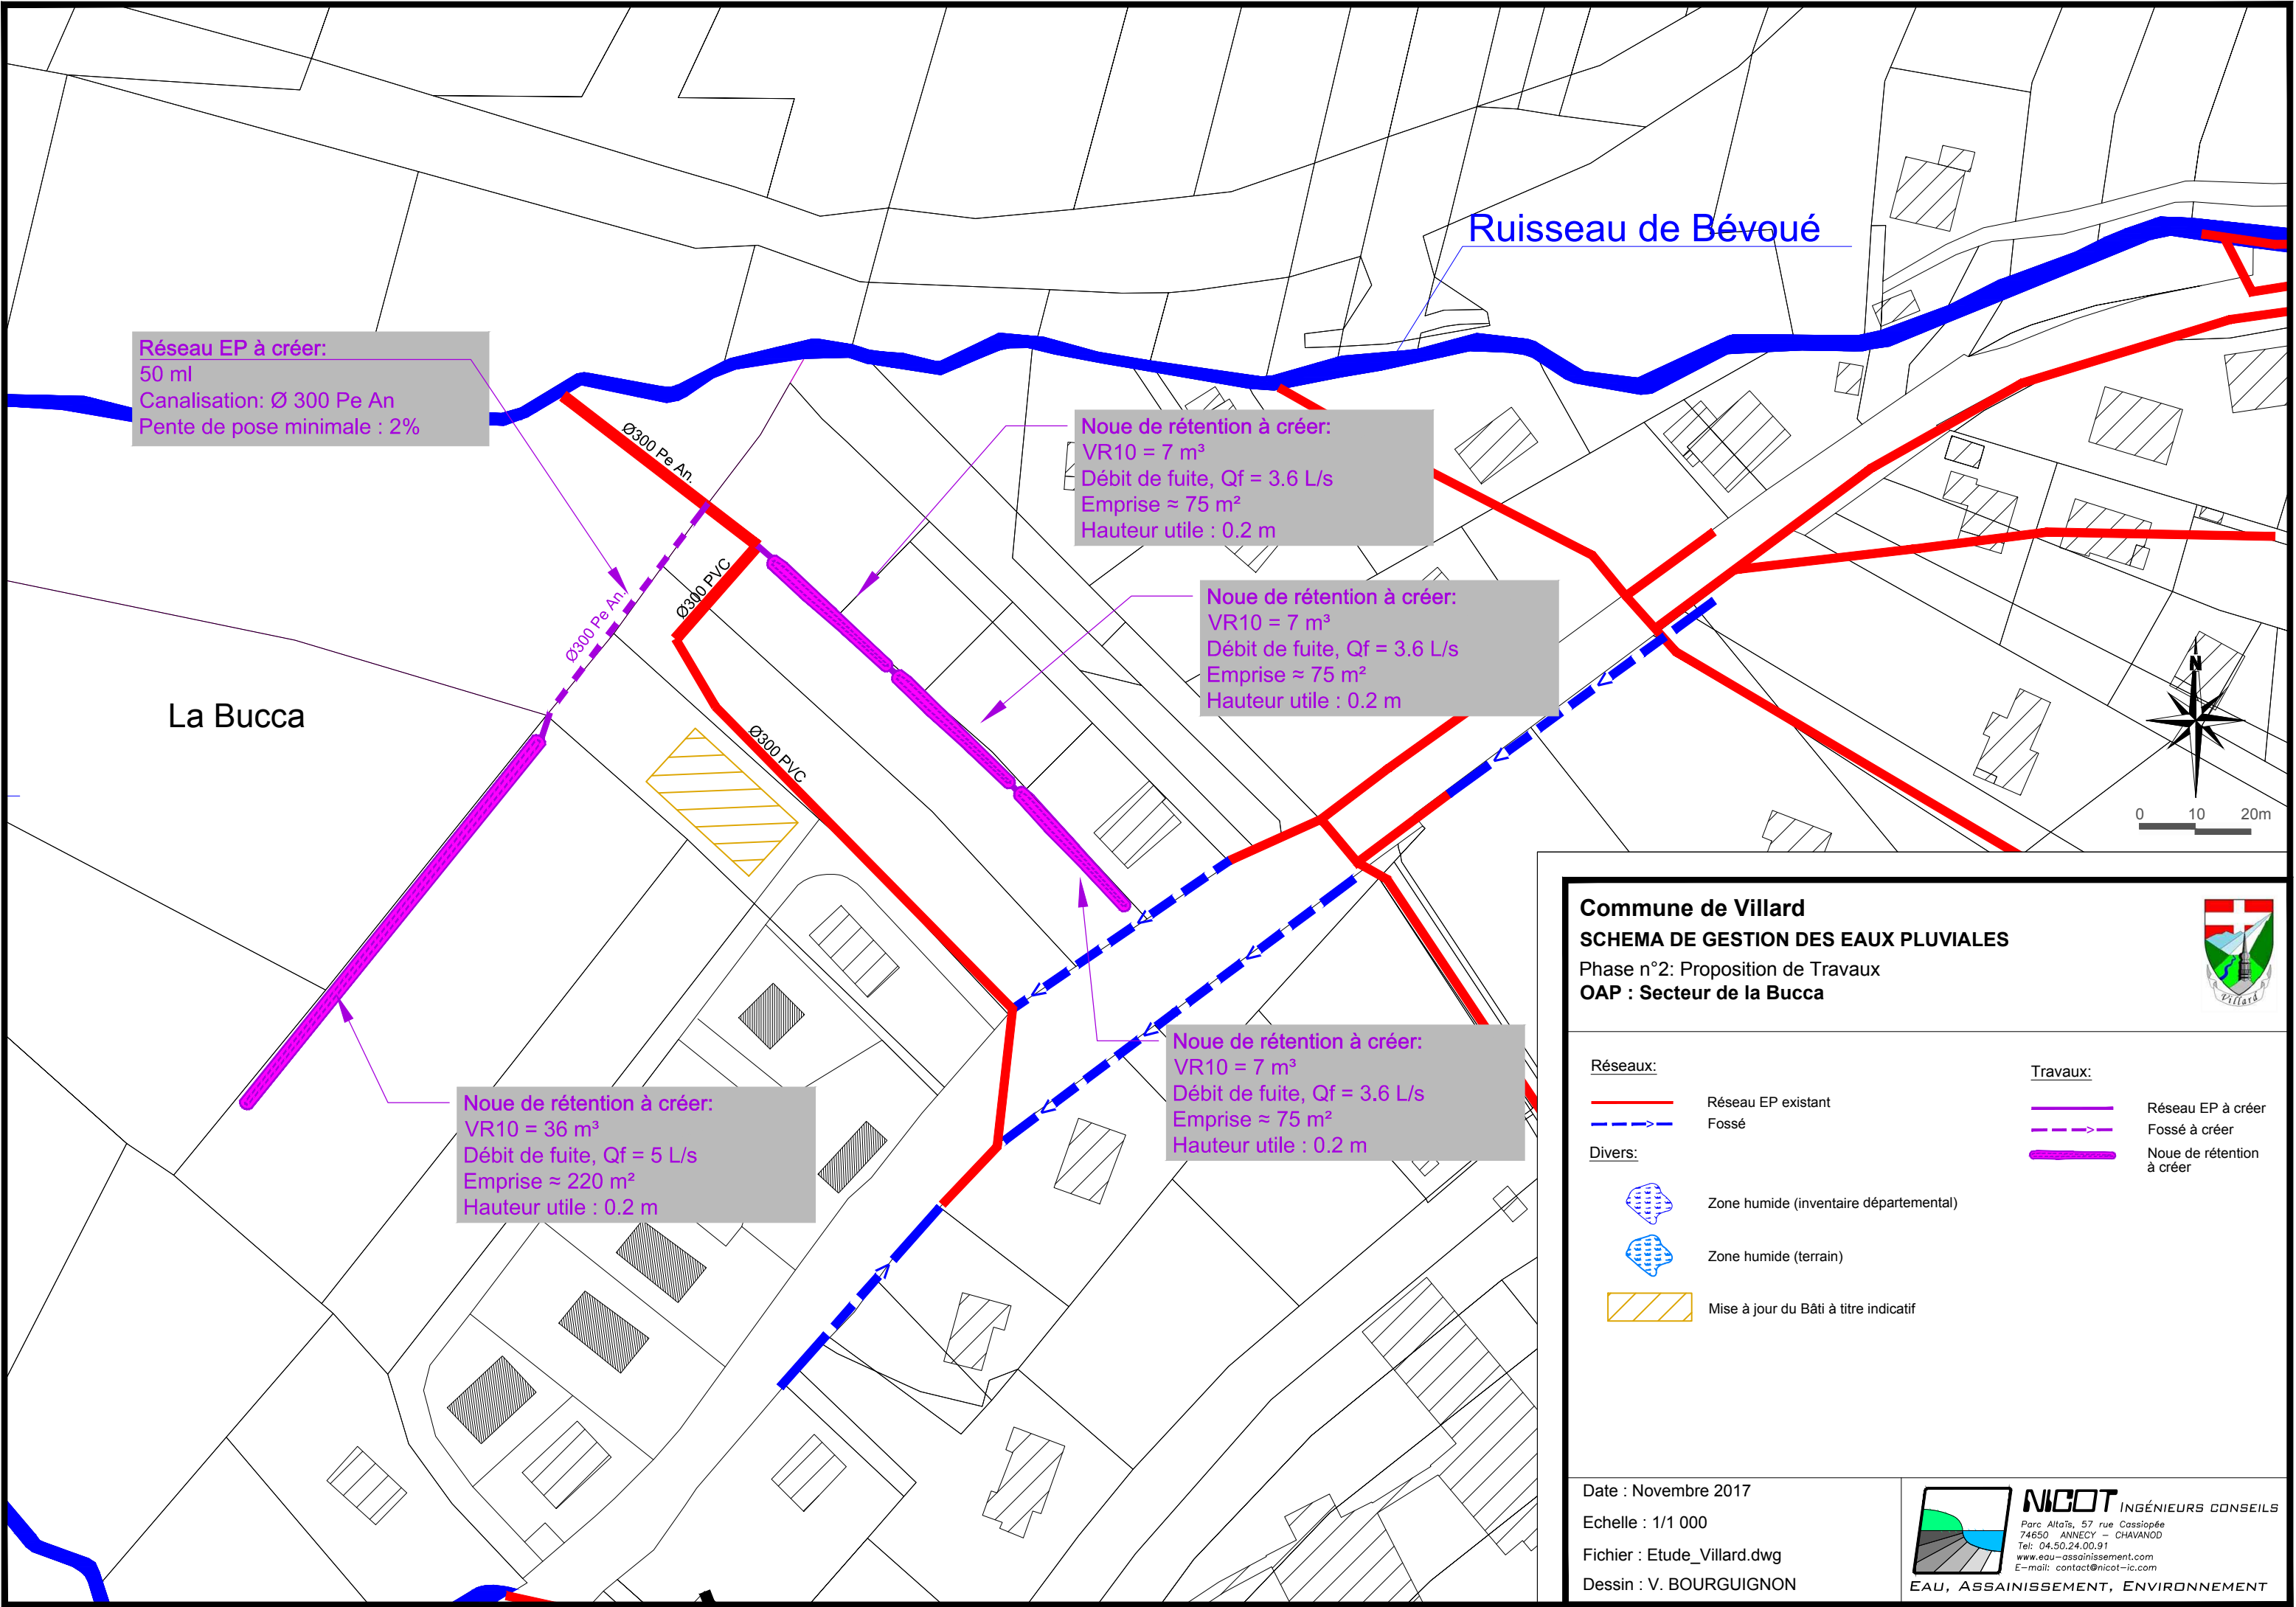 Ruisseau de Bévoué
Réseau EP à créer:
50 ml
Canalisation: Ø 300 Pe An
Pente de pose minimale : 2%
Ø300 Pe An.
Noue de rétention à créer:
VR10 = 7 m³
Débit de fuite, Qf = 3.6 L/s
Emprise ≈ 75 m²
Hauteur utile : 0.2 m
Ø300 PVC
Ø300 Pe An.
Noue de rétention à créer:
VR10 = 7 m³
Débit de fuite, Qf = 3.6 L/s
Emprise ≈ 75 m²
Hauteur utile : 0.2 m
La Bucca
Ø300 PVC
N
0 10 20m
Noue de rétention à créer:
VR10 = 7 m³
Débit de fuite, Qf = 3.6 L/s
Emprise ≈ 75 m²
Hauteur utile : 0.2 m
Noue de rétention à créer:
VR10 = 36 m³
Débit de fuite, Qf = 5 L/s
Emprise ≈ 220 m²
Hauteur utile : 0.2 m
Commune de Villard
SCHEMA DE GESTION DES EAUX PLUVIALES
Phase n°2: Proposition de Travaux
OAP : Secteur de la Bucca
Villard
Réseaux:
Réseau EP existant
Fossé
Divers:
Zone humide (inventaire départemental)
Zone humide (terrain)
Mise à jour du Bâti à titre indicatif
Travaux:
Réseau EP à créer
Fossé à créer
Noue de rétention
à créer
Date : Novembre 2017
Echelle : 1/1 000
Fichier : Etude_Villard.dwg
Dessin : V. BOURGUIGNON
NICOT INGÉNIEURS CONSEILS
Parc Altaïs, 57 rue Cassiopée
74650 ANNECY – CHAVANOD
Tel: 04.50.24.00.91
www.eau-assainissement.com
E-mail: contact@nicot-ic.com
EAU, ASSAINISSEMENT, ENVIRONNEMENT